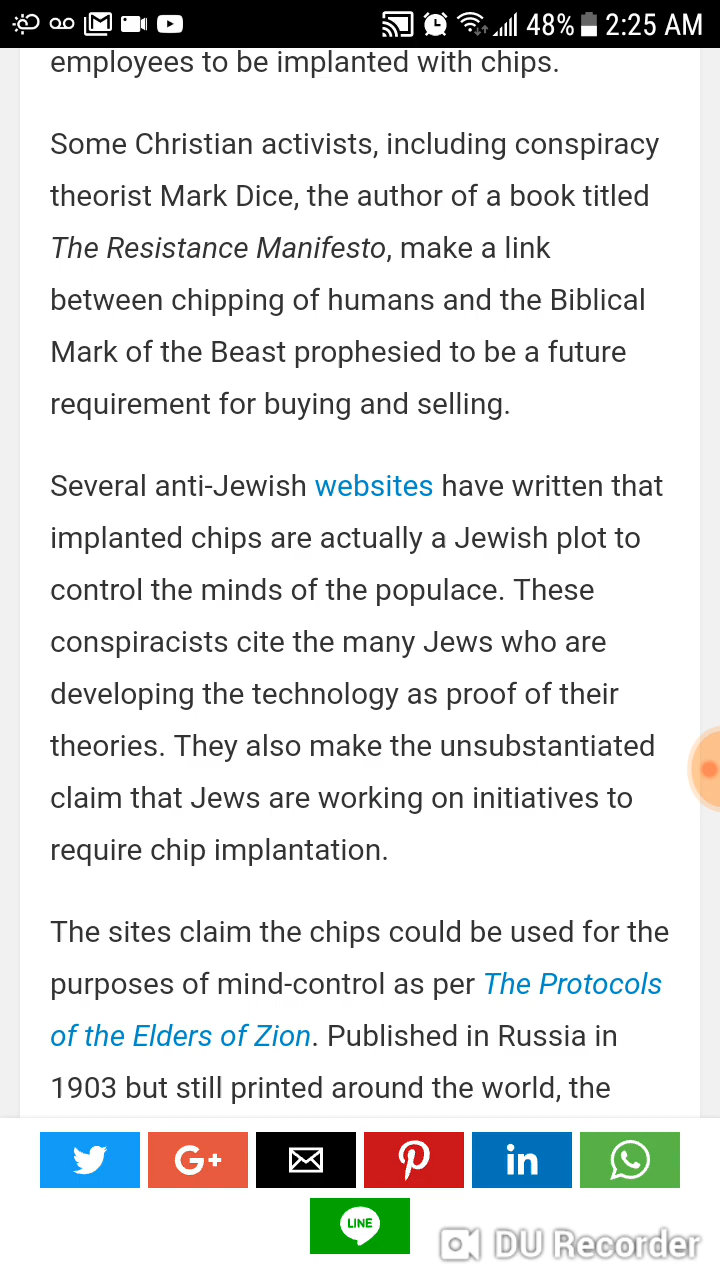 48% 2:25 AM
employees to be implanted with chips.
Some Christian activists, including conspiracy
theorist Mark Dice, the author of a book titled
The Resistance Manifesto, make a link
between chipping of humans and the Biblical
Mark of the Beast prophesied to be a future
requirement for buying and selling.
Several anti-Jewish websites have written that
implanted chips are actually a Jewish plot to
control the minds of the populace. These
conspiracists cite the many Jews who are
developing the technology as proof of their
theories. They also make the unsubstantiated
claim that Jews are working on initiatives to
require chip implantation.
The sites claim the chips could be used for the
purposes of mind-control as per The Protocols
of the Elders of Zion. Published in Russia in
1903 but still printed around the world, the
G+
in
LINE
DU Recorder